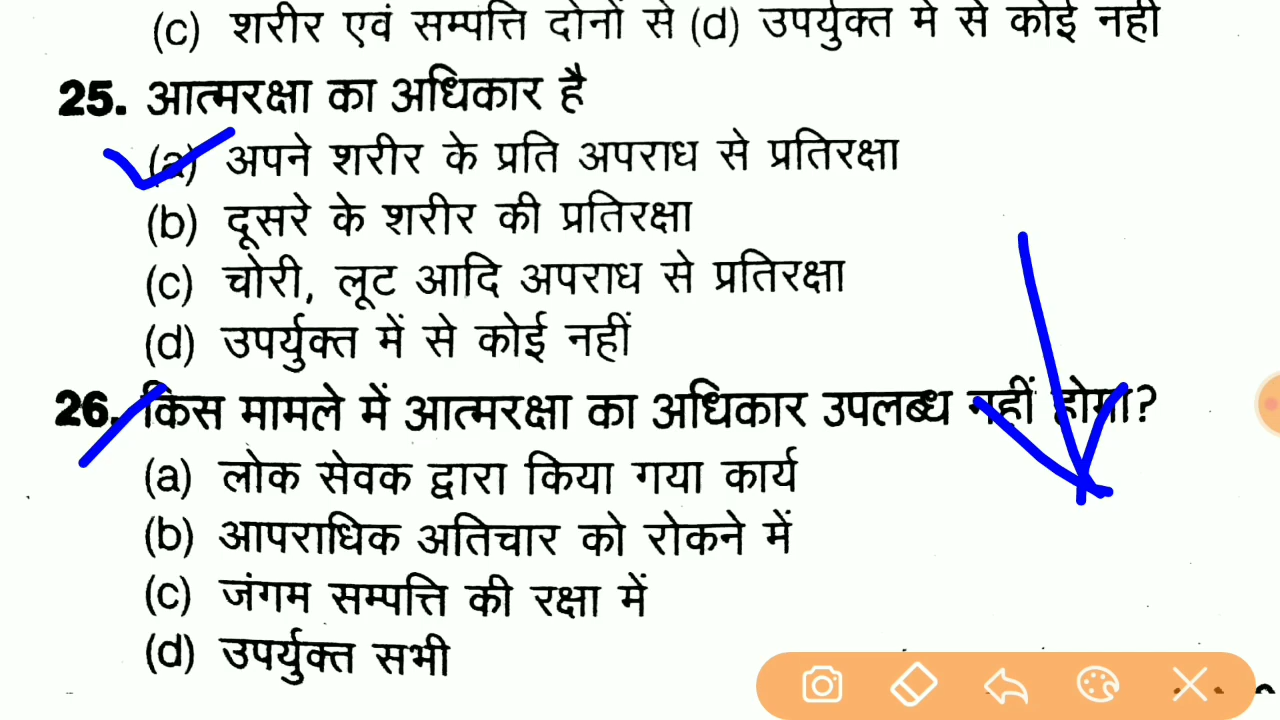 (c) शरीर एवं सम्पत्ति दोनों से (d) उपर्युक्त में से कोई नहीं
25. आत्मरक्षा का अधिकार है
(a) अपने शरीर के प्रति अपराध से प्रतिरक्षा
(b) दूसरे के शरीर की प्रतिरक्षा
(c) चोरी, लूट आदि अपराध से प्रतिरक्षा
(d) उपर्युक्त में से कोई नहीं
26. किस मामले में आत्मरक्षा का अधिकार उपलब्ध नहीं होगा?
(a) लोक सेवक द्वारा किया गया कार्य
(b) आपराधिक अतिचार को रोकने में
(c) जंगम सम्पत्ति की रक्षा में
(d) उपर्युक्त सभी